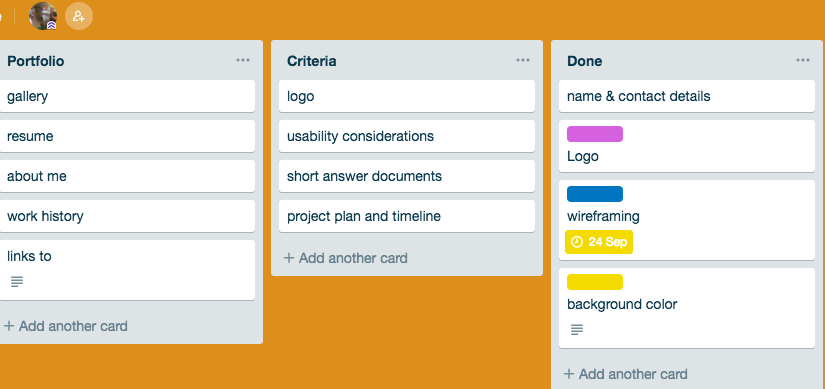 Portfolio
gallery
resume
about me
work history
links to
+ Add another card
Criteria
logo
usability considerations
short answer documents
project plan and timeline
+ Add another card
Done
name & contact details
Logo
wireframing
24 Sep
background color
+ Add another card